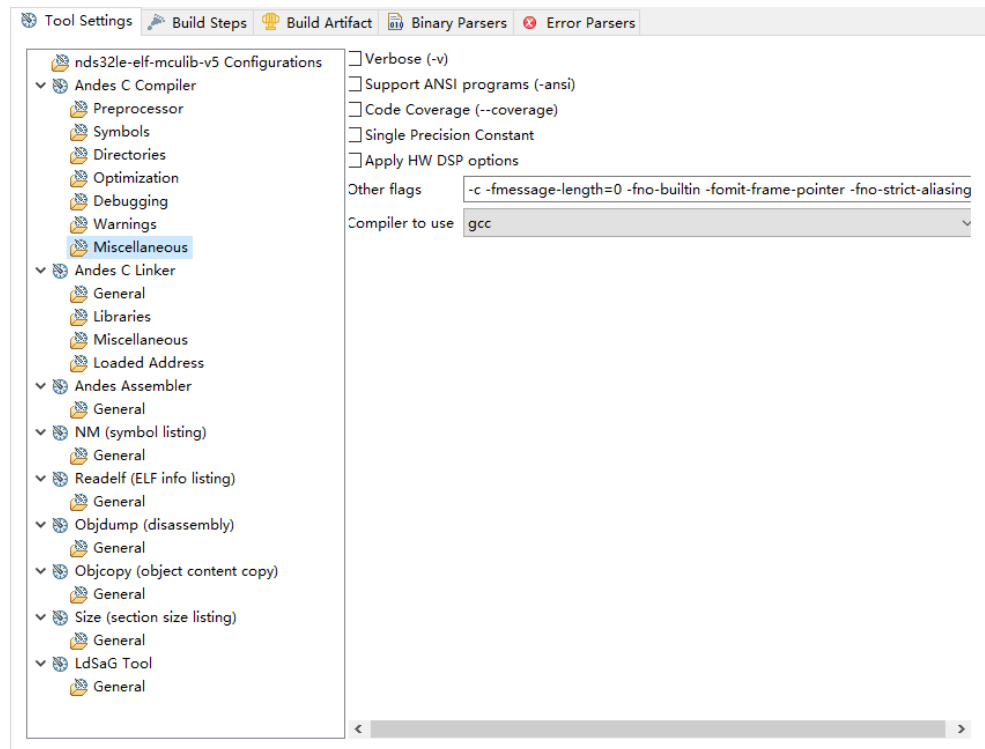 Tool Settings Build Steps Build Artifact Binary Parsers Error Parsers
nds32le-elf-mculib-v5 Configurations
Andes C Compiler
Preprocessor
Symbols
Directories
Optimization
Debugging
Warnings
Miscellaneous
Andes C Linker
General
Libraries
Miscellaneous
Loaded Address
Andes Assembler
General
NM (symbol listing)
General
Readelf (ELF info listing)
General
Objdump (disassembly)
General
Objcopy (object content copy)
General
Size (section size listing)
General
LdSaG Tool
General
Verbose (-v)
Support ANSI programs (-ansi)
Code Coverage (--coverage)
Single Precision Constant
Apply HW DSP options
Other flags -c -fmessage-length=0 -fno-builtin -fomit-frame-pointer -fno-strict-aliasing
Compiler to use gcc